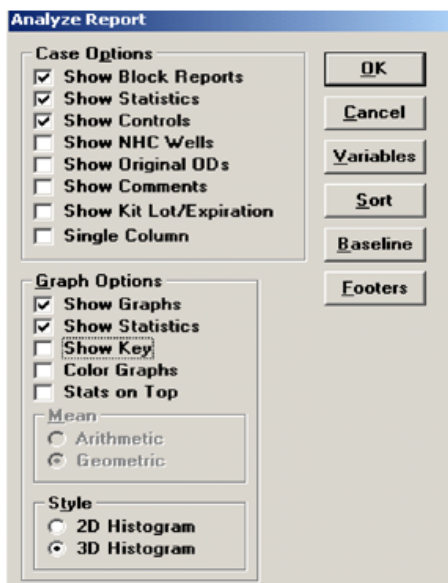 Analyze Report
Case Options
Show Block Reports
Show Statistics
Show Controls
Show NHC Wells
Show Original ODs
Show Comments
Show Kit Lot/Expiration
Single Column
OK
Cancel
Variables
Sort
Baseline
Footers
Graph Options
Show Graphs
Show Statistics
Show Key
Color Graphs
Stats on Top
Mean
Arithmetic
Geometric
Style
2D Histogram
3D Histogram